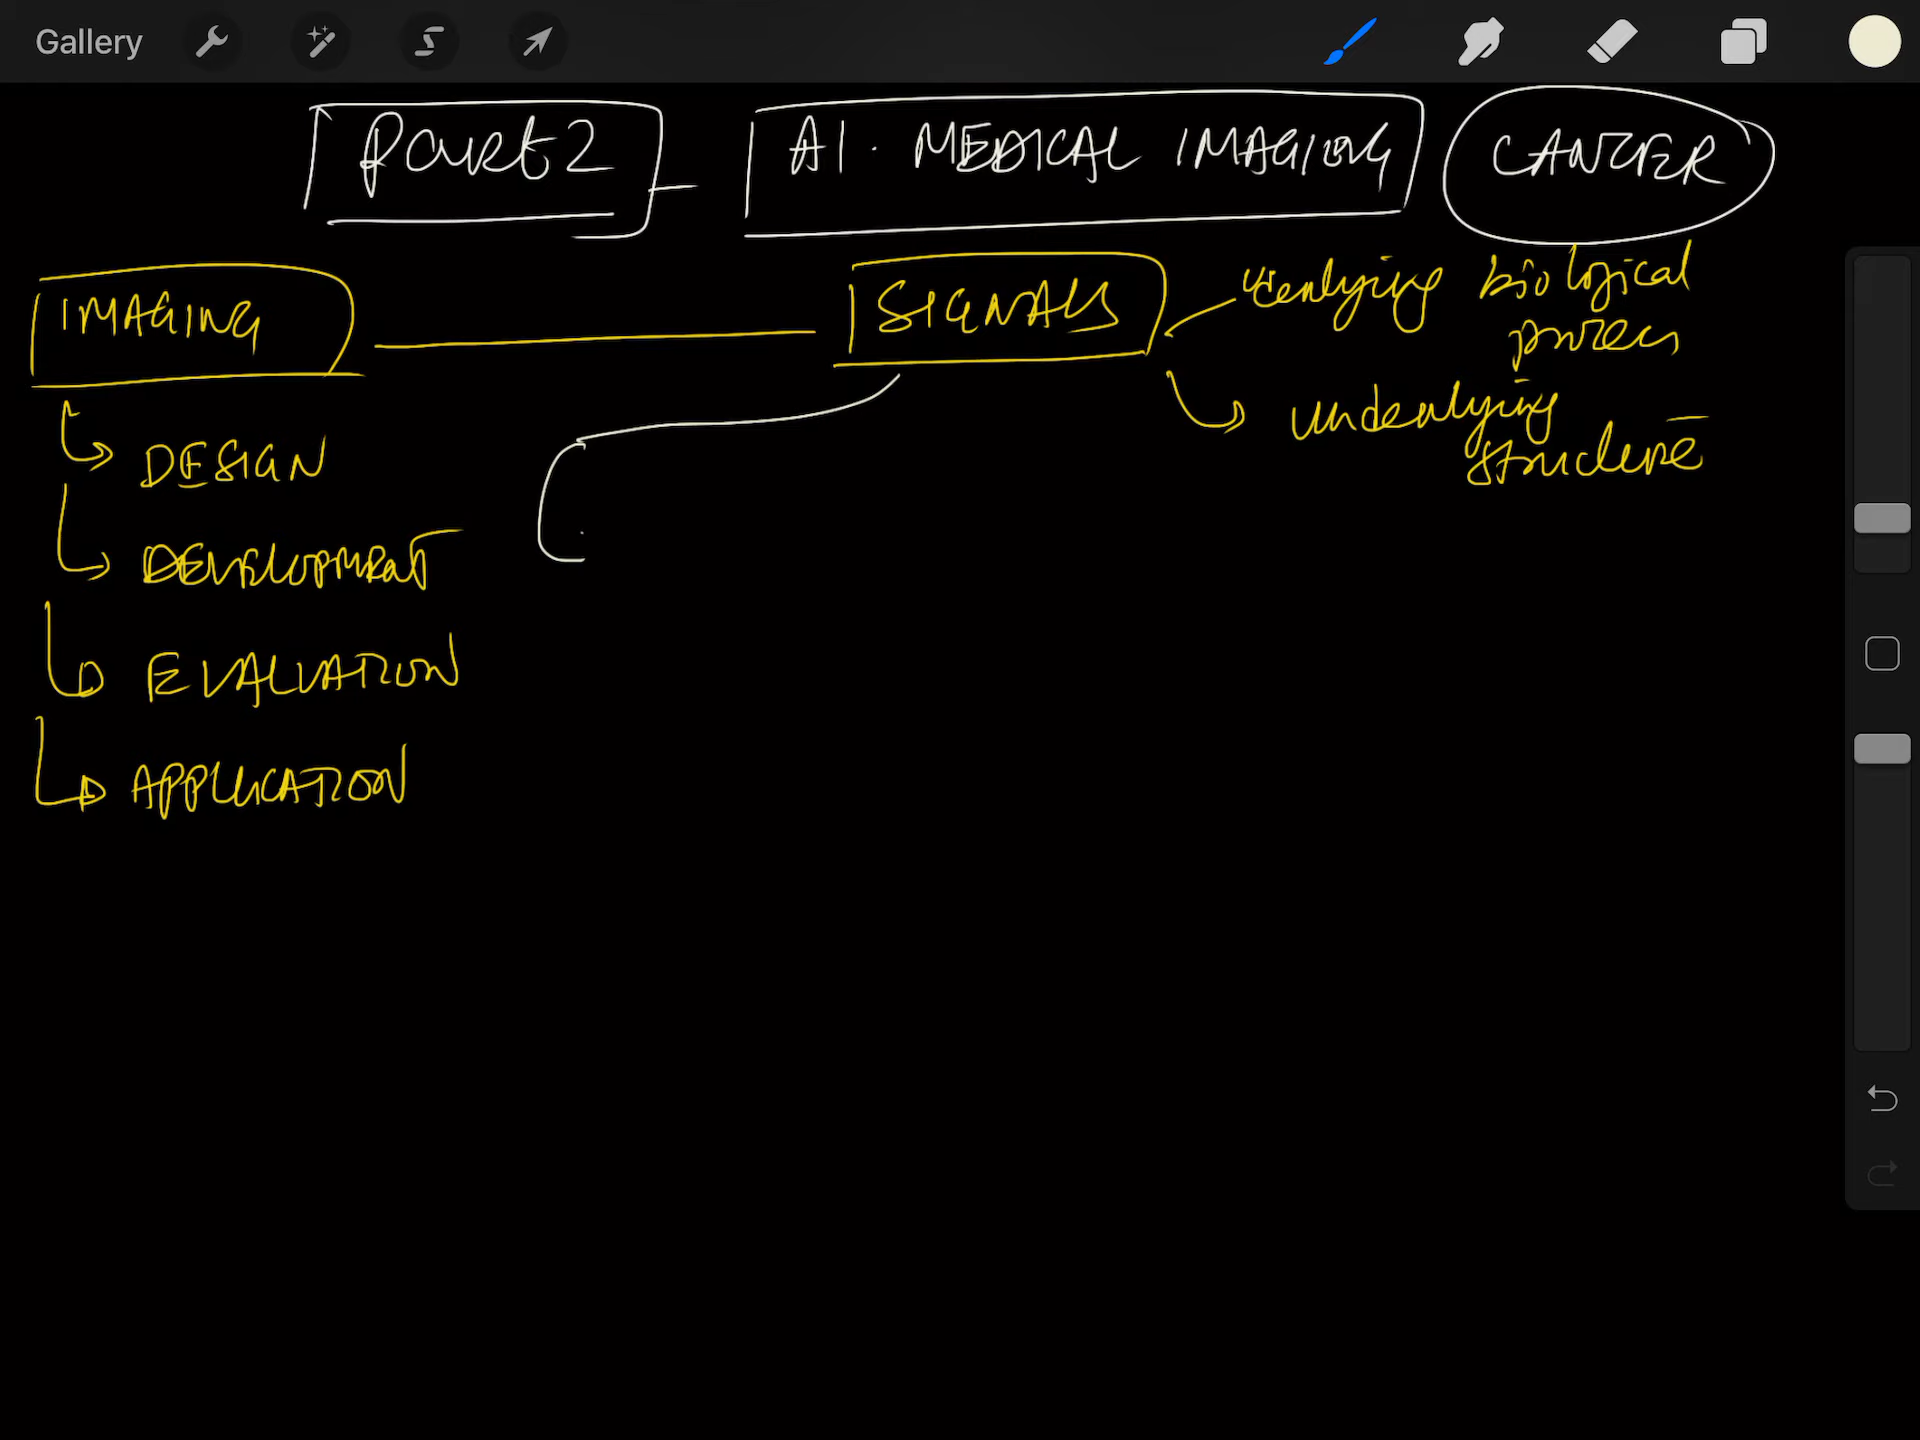 Gallery
Part 2 - AI. MEDICAL IMAGING CANCER
IMAGING
SIGNALS
underlying biological
process
underlying
structure
DESIGN
DEVELOPMENT
EVALUATION
APPLICATION